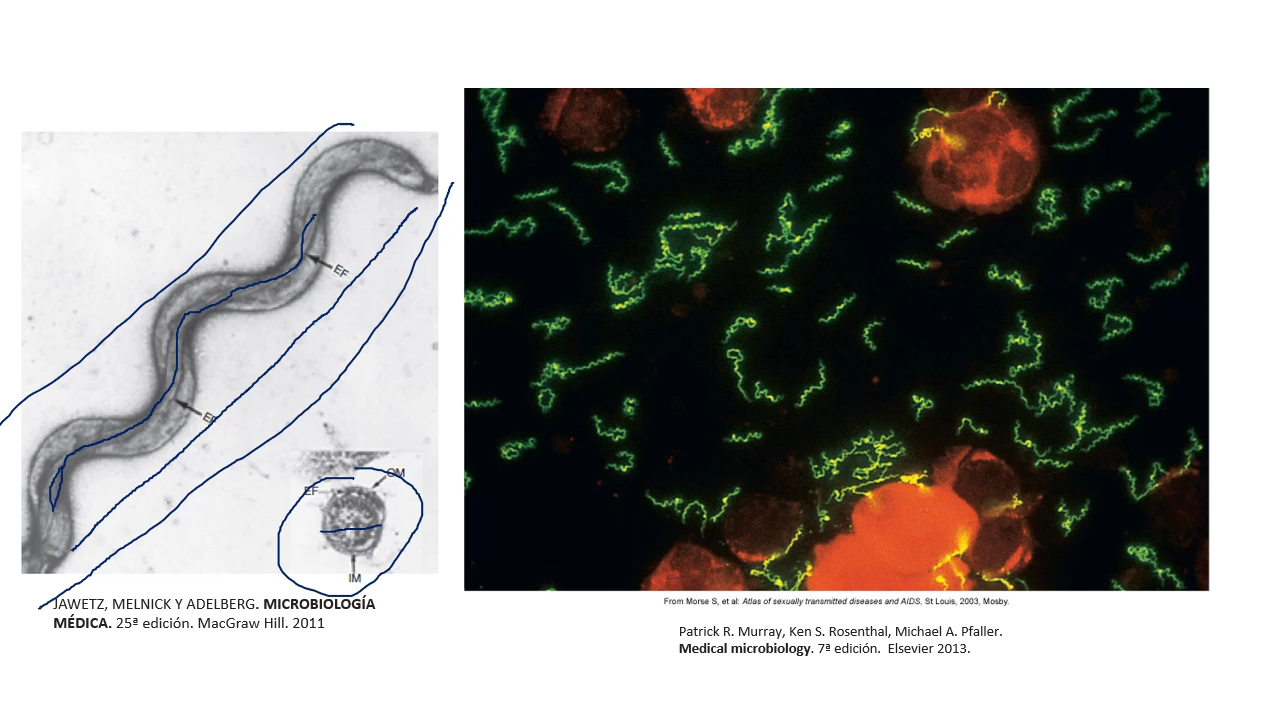 EF
EF
OM
EF
IM
JAWETZ, MELNICK Y ADELBERG. MICROBIOLOGÍA
MÉDICA. 25ª edición. MacGraw Hill. 2011
From Morse S, et al: Atlas of sexually transmitted diseases and AIDS, St Louis, 2003, Mosby.
Patrick R. Murray, Ken S. Rosenthal, Michael A. Pfaller.
Medical microbiology. 7ª edición. Elsevier 2013.